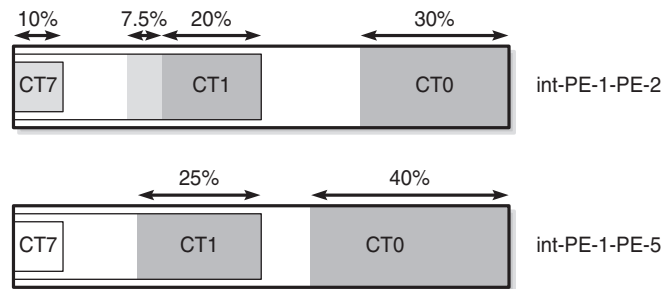 10% 7.5% 20% 30%
CT7 CT1 CT0 int-PE-1-PE-2
25% 40%
CT7 CT1 CT0 int-PE-1-PE-5